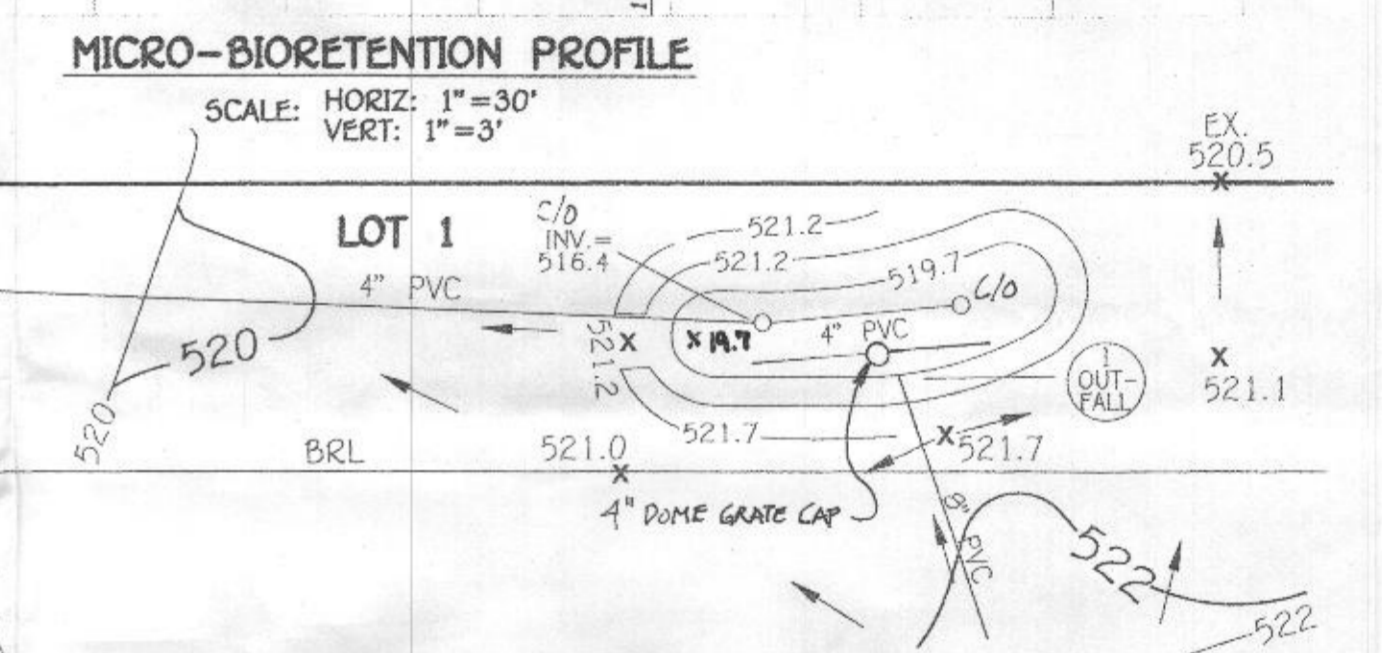 MICRO-BIORETENTION PROFILE
SCALE: HORIZ: 1"=30'
VERT: 1"=3'
EX.
520.5
LOT 1
C/O
INV.=
516.4
521.2
521.2
519.7
C/O
4" PVC
4" PVC
521.2
x 19.7
520
1
OUT-
FALL
521.1
520
BRL
521.0
521.7
521.7
4" DOME GRATE CAP
8" PVC
522
522